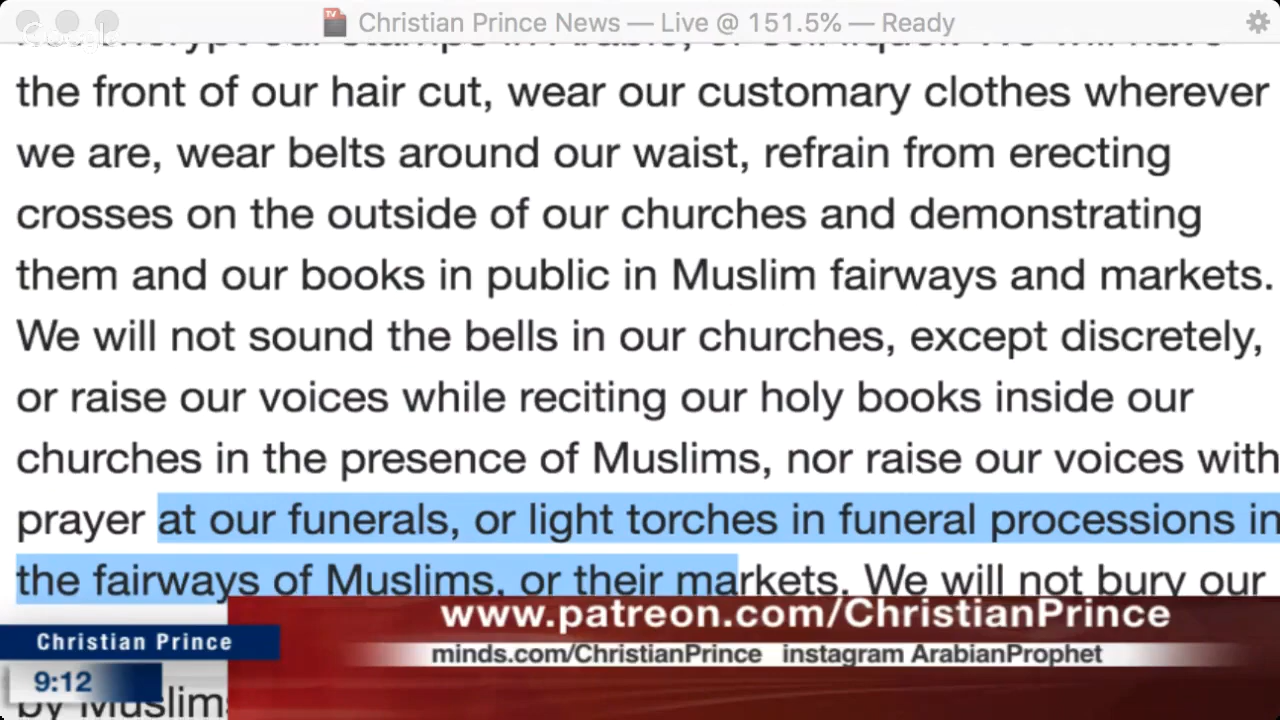 Christian Prince News — Live @ 151.5% — Ready
Google
the front of our hair cut, wear our customary clothes wherever
we are, wear belts around our waist, refrain from erecting
crosses on the outside of our churches and demonstrating
them and our books in public in Muslim fairways and markets.
We will not sound the bells in our churches, except discretely,
or raise our voices while reciting our holy books inside our
churches in the presence of Muslims, nor raise our voices with
prayer at our funerals, or light torches in funeral processions in
the fairways of Muslims, or their markets. We will not bury our
www.patreon.com/ChristianPrince
Christian Prince
minds.com/ChristianPrince instagram ArabianProphet
9:12
by Muslim